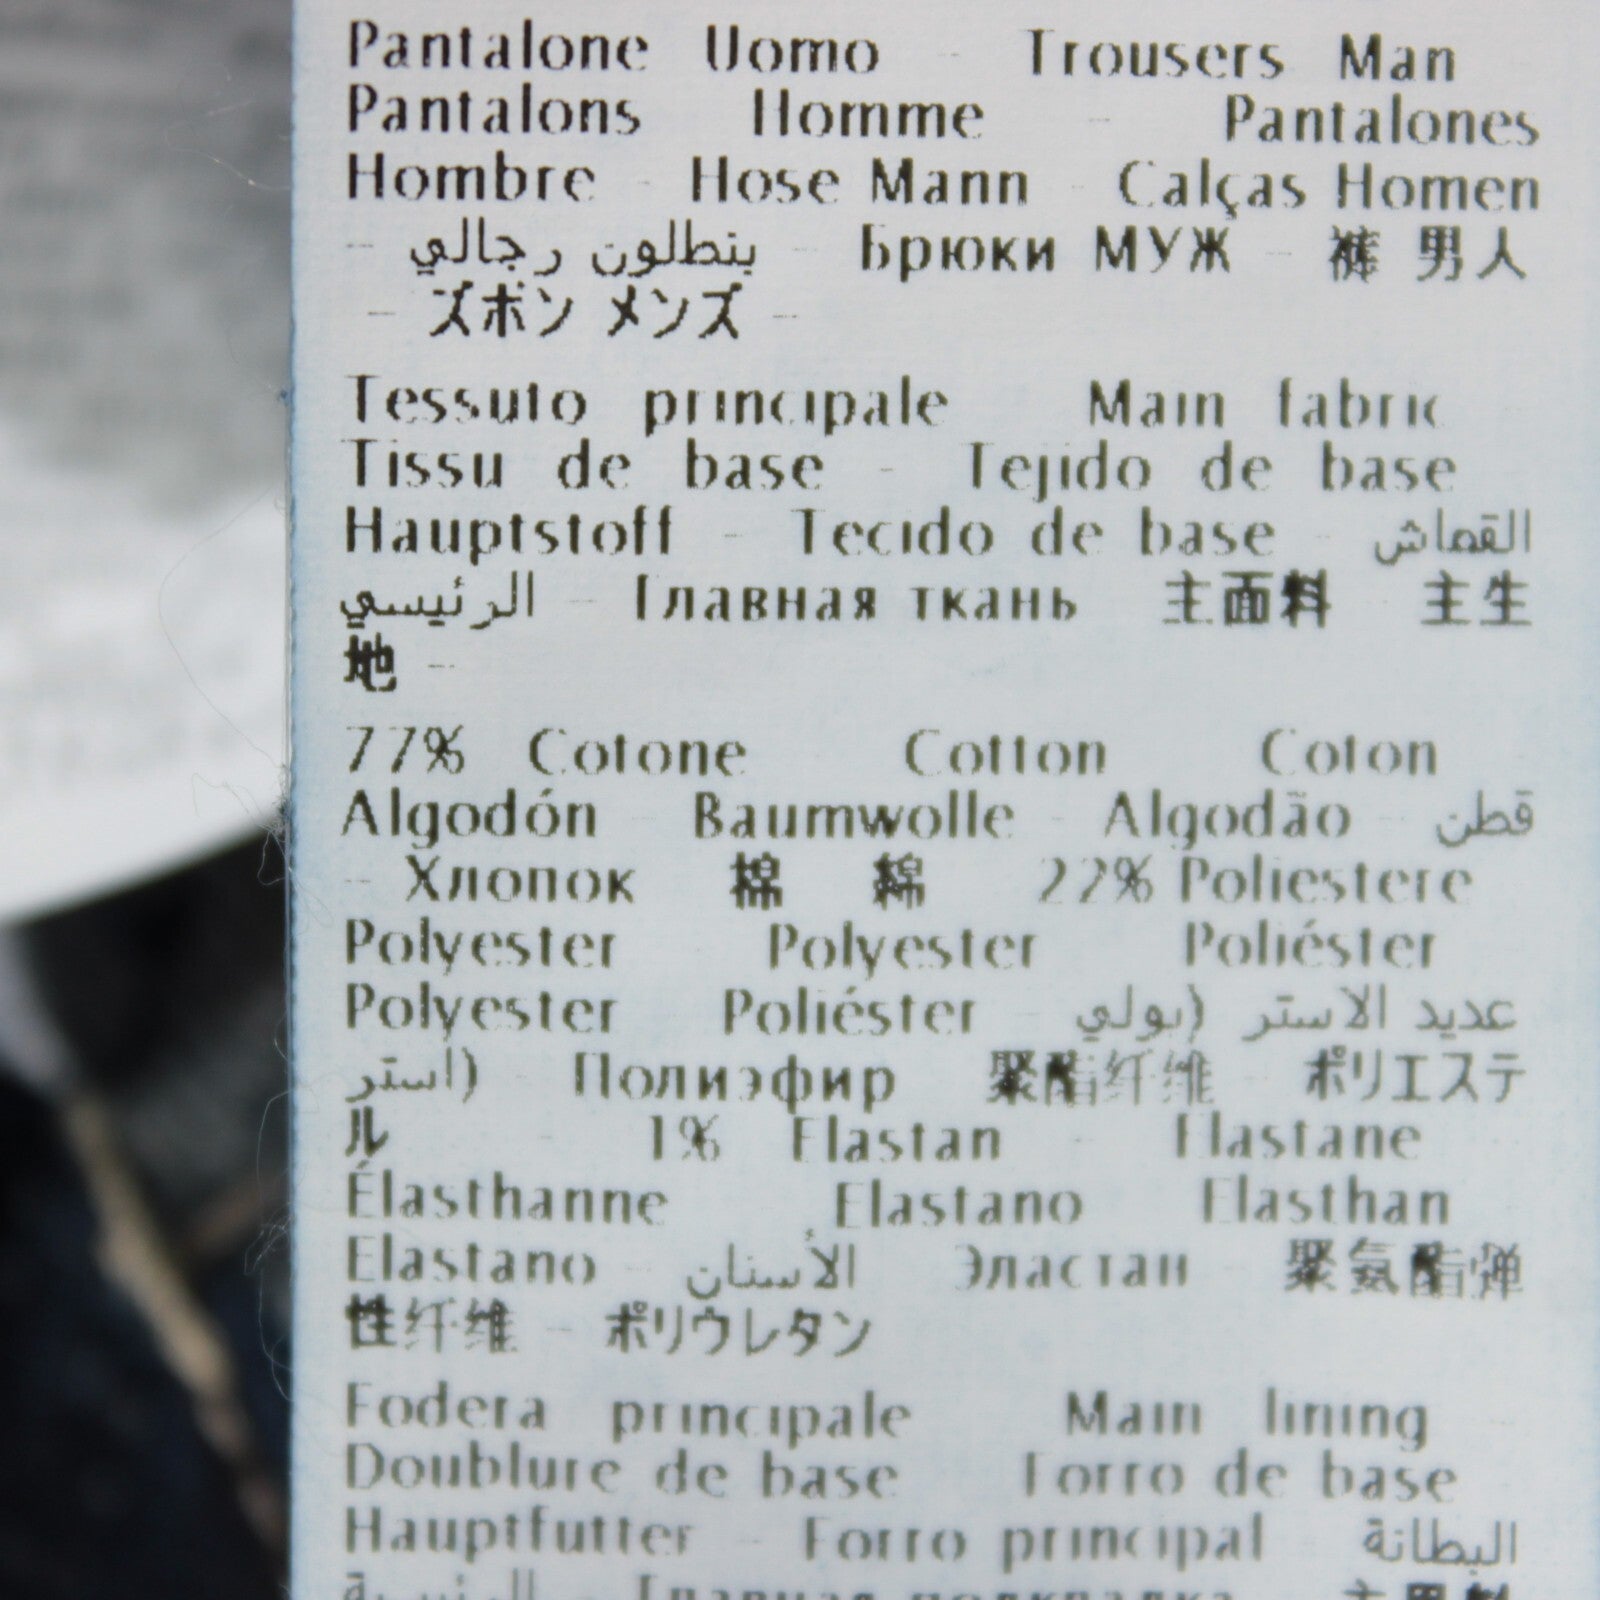 Pantalone Uomo - Trousers Man
Pantalons Homme - Pantalones
Hombre - Hose Mann - Calças Homen
- بنطلون رجالي - Брюки МУЖ - 裤 男人
- ズボン メンズ -
Tessuto principale Main fabric
Tissu de base - Tejido de base
Hauptstoff - Tecido de base - القماش
الرئيسي - Главная ткань 主面料 主生
地 -
77% Cotone Cotton Coton
Algodón Baumwolle - Algodão - قطن
- Хлопок 棉 綿 22% Poliestere
Polyester Polyester Poliéster
Polyester Poliéster عديد الاستر (بولي
استر) Полиэфир 聚酯纤维 ポリエステ
ル 1% Elastan Elastane
Élasthanne Elastano Elasthan
Elastano الأستان Эластан 聚氨酯弹
性纤维 - ポリウレタン
Fodera principale Main lining
Doublure de base Forro de base
Hauptfutter - Forro principal البطانة
Главная подкладка